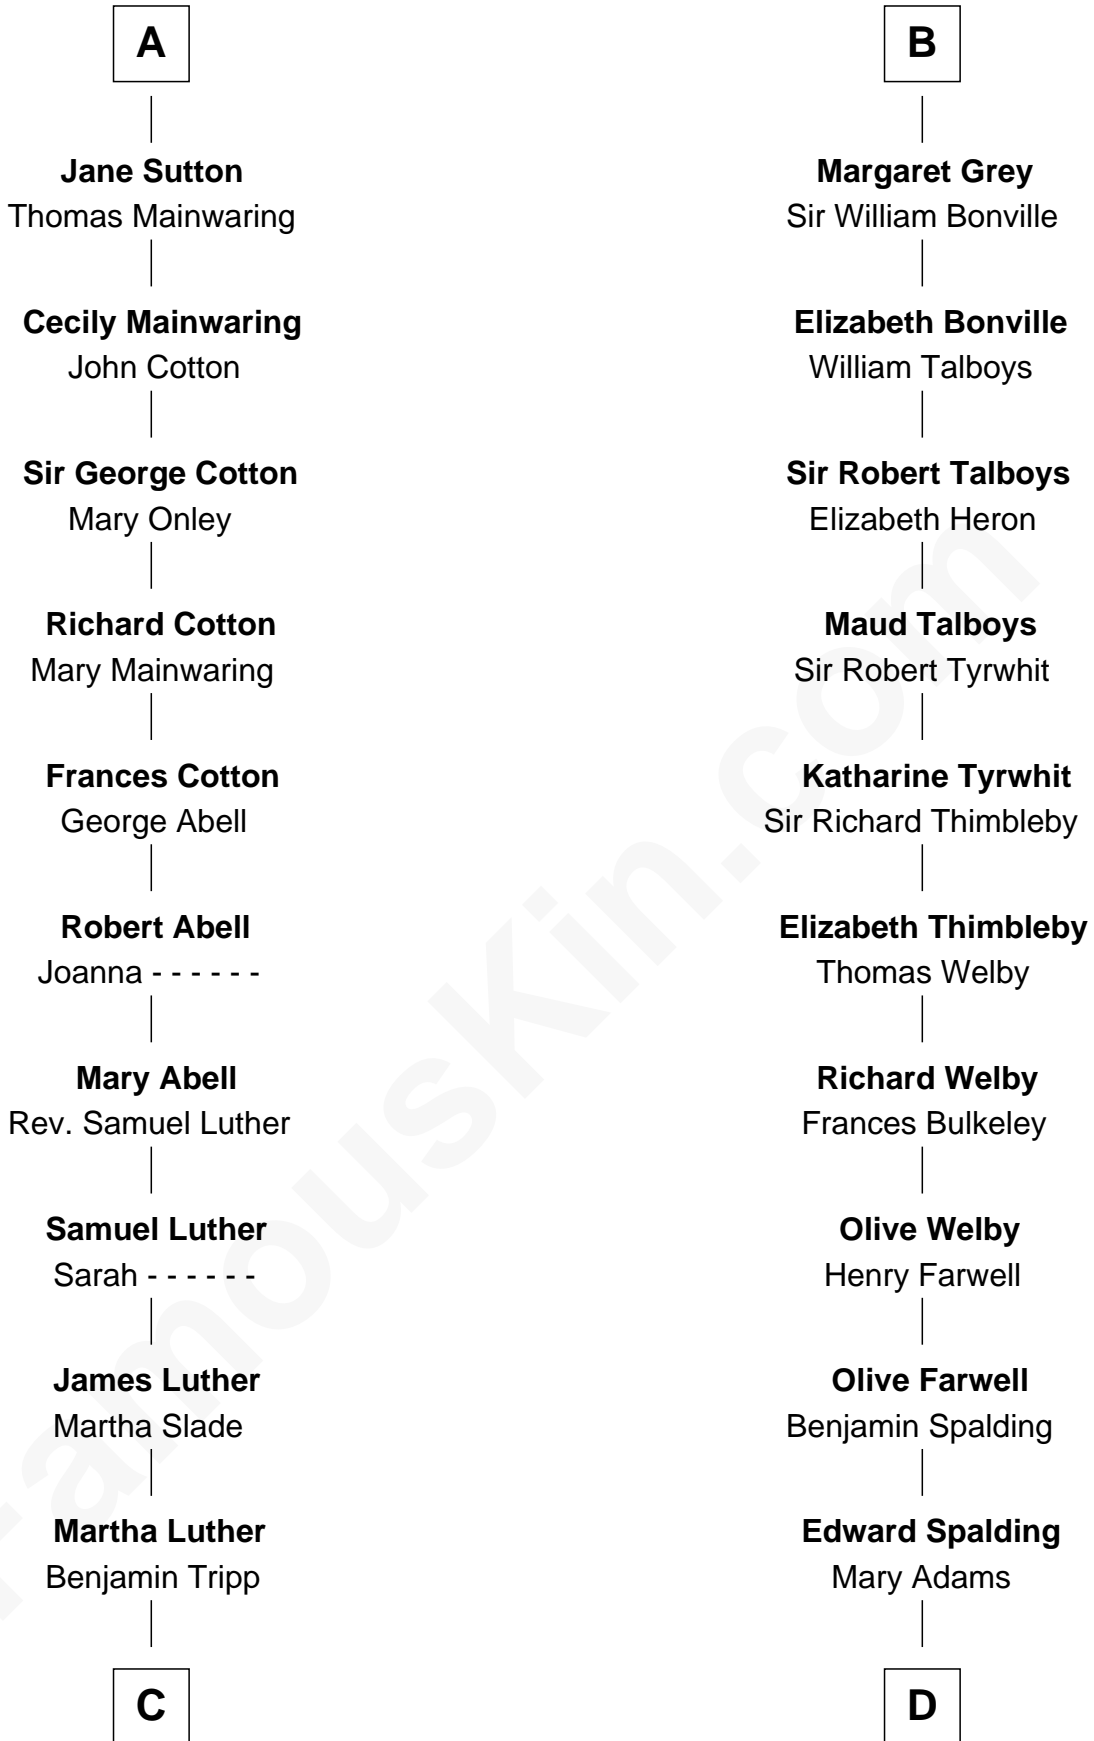 A
Jane Sutton
Thomas Mainwaring
Cecily Mainwaring
John Cotton
Sir George Cotton
Mary Onley
Richard Cotton
Mary Mainwaring
Frances Cotton
George Abell
Robert Abell
Joanna - - - - - -
Mary Abell
Rev. Samuel Luther
Samuel Luther
Sarah - - - - - -
James Luther
Martha Slade
Martha Luther
Benjamin Tripp
C
B
Margaret Grey
Sir William Bonville
Elizabeth Bonville
William Talboys
Sir Robert Talboys
Elizabeth Heron
Maud Talboys
Sir Robert Tyrwhit
Katharine Tyrwhit
Sir Richard Thimbleby
Elizabeth Thimbleby
Thomas Welby
Richard Welby
Frances Bulkeley
Olive Welby
Henry Farwell
Olive Farwell
Benjamin Spalding
Edward Spalding
Mary Adams
D
FamousKin.com